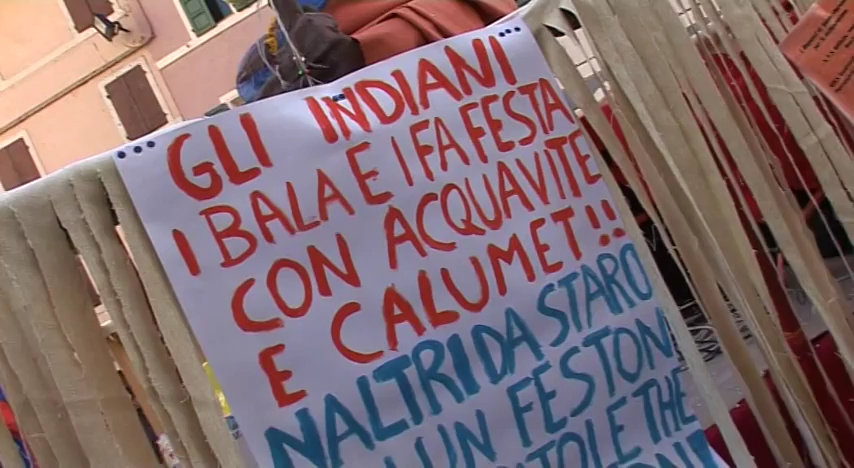 GLI INDIANI
I BALA E I FA FESTA
CON ACQUAVITE
E CALUMET!!
NALTRI DA STARO
UN FESTON